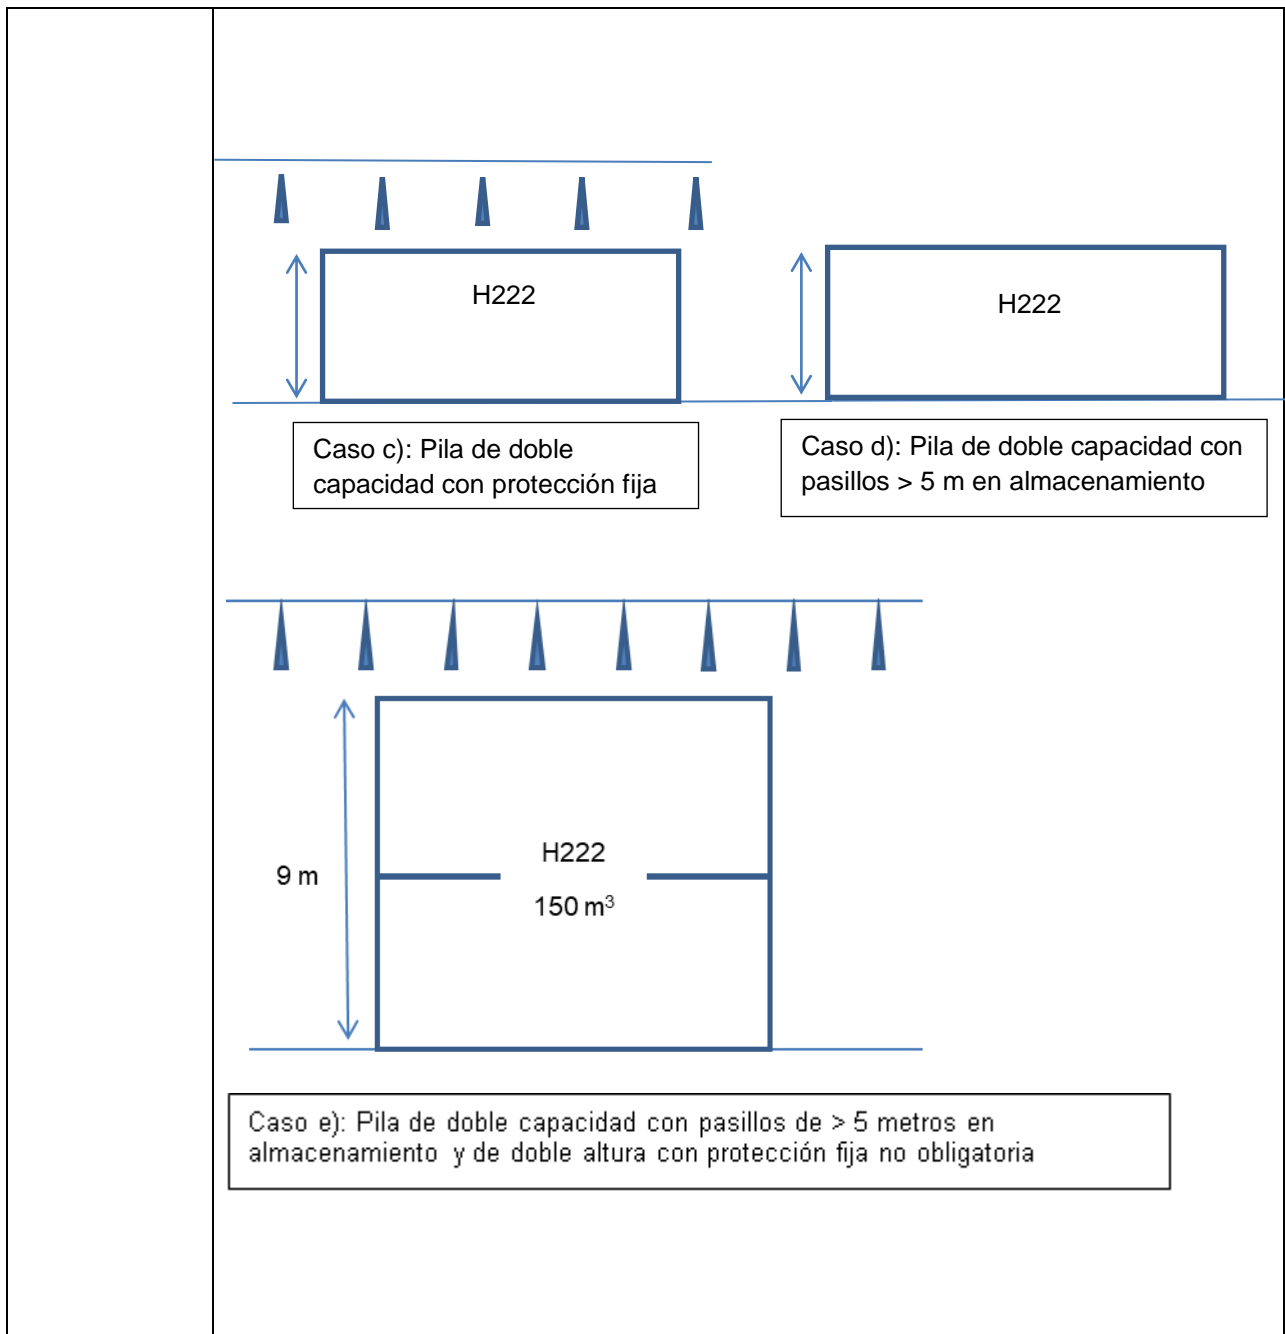 H222
H222
Caso c): Pila de doble
capacidad con protección fija
Caso d): Pila de doble capacidad con
pasillos > 5 m en almacenamiento
9 m
H222
150 m³
Caso e): Pila de doble capacidad con pasillos de > 5 metros en
almacenamiento y de doble altura con protección fija no obligatoria